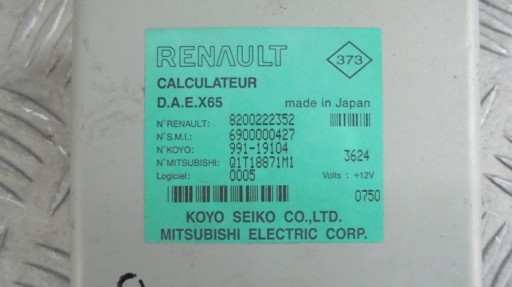 RENAULT
373
CALCULATEUR
D.A.E.X65 made in Japan
N°RENAULT: 8200222352
N°S.M.I.: 6900000427
N°KOYO: 991-19104
N°MITSUBISHI: Q1T18871M1 3624
Logiciel: 0005 Volts : +12V
0750
KOYO SEIKO CO.,LTD.
MITSUBISHI ELECTRIC CORP.